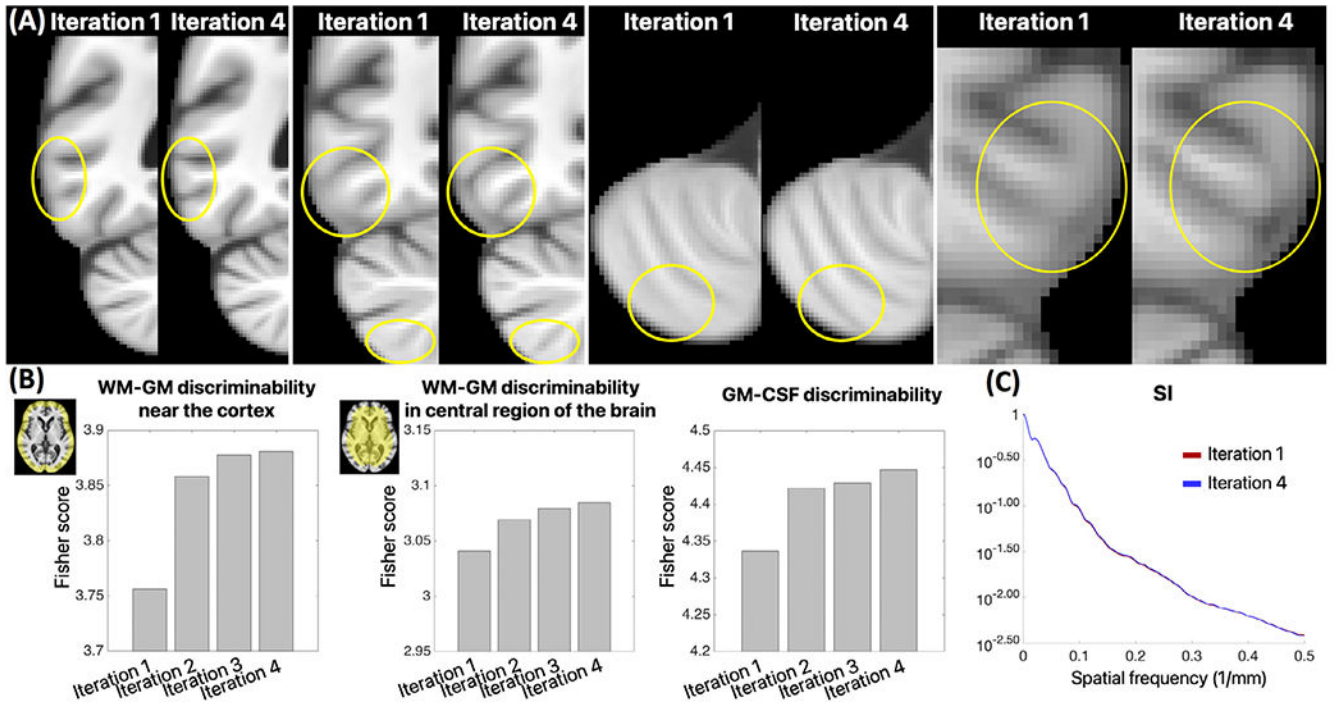 (A) Iteration 1 Iteration 4 Iteration 1 Iteration 4 Iteration 1 Iteration 4 Iteration 1 Iteration 4
(B)
WM-GM discriminability
near the cortex
Fisher score
3.9
3.85
3.8
3.75
3.7
Iteration 1
Iteration 2
Iteration 3
Iteration 4
WM-GM discriminability
in central region of the brain
Fisher score
3.15
3.1
3.05
3
2.95
Iteration 1
Iteration 2
Iteration 3
Iteration 4
GM-CSF discriminability
Fisher score
4.5
4.45
4.4
4.35
4.3
4.25
4.2
Iteration 1
Iteration 2
Iteration 3
Iteration 4
(C)
SI
Iteration 1
Iteration 4
1
10-0.50
10-1.00
10-1.50
10-2.00
10-2.50
0 0.1 0.2 0.3 0.4 0.5
Spatial frequency (1/mm)